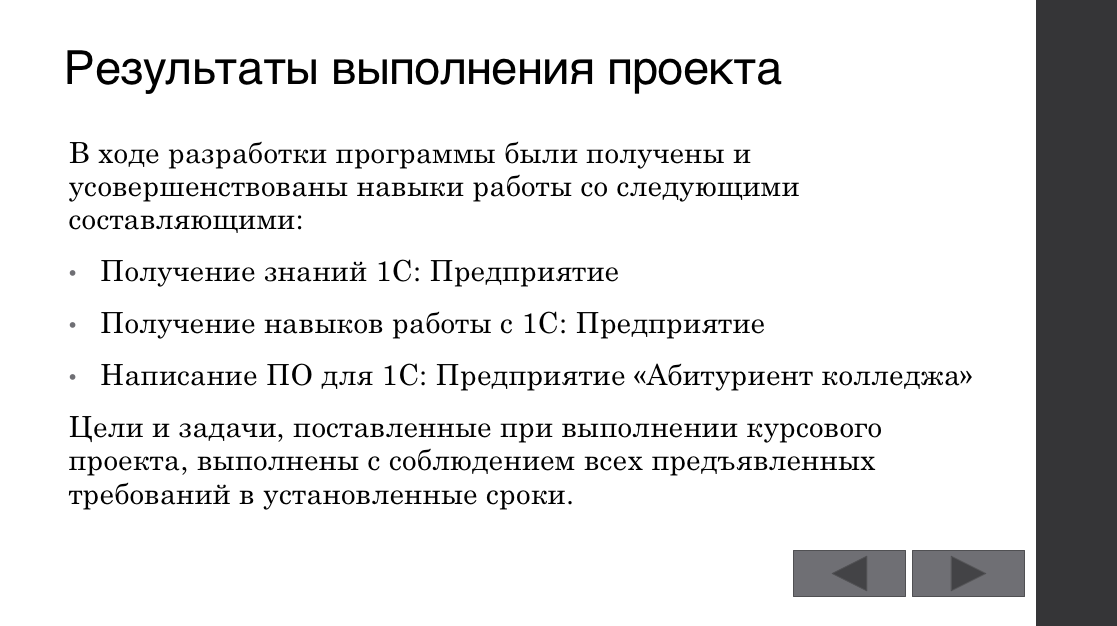 Результаты выполнения проекта
В ходе разработки программы были получены и
усовершенствованы навыки работы со следующими
составляющими:
• Получение знаний 1С: Предприятие
• Получение навыков работы с 1С: Предприятие
• Написание ПО для 1С: Предприятие «Абитуриент колледжа»
Цели и задачи, поставленные при выполнении курсового
проекта, выполнены с соблюдением всех предъявленных
требований в установленные сроки.